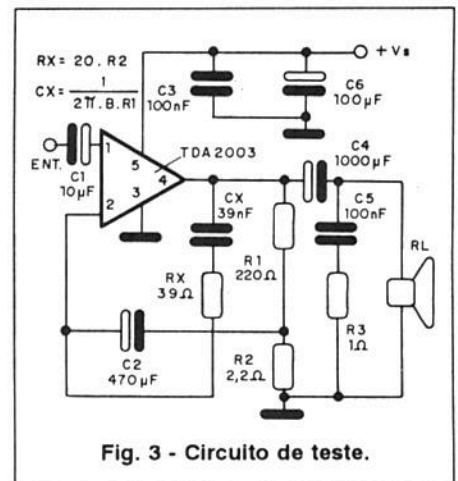 RX = 20. R2
CX = 1
2π.B.R1
+ Vs
C3
100nF
C6
100µF
ENT.
C1
10µF
1
5
4
2
3
TDA2003
C4
1000µF
CX
39nF
C5
100nF
R1
220Ω
RL
RX
39Ω
C2
470µF
R2
2,2Ω
R3
1Ω
Fig. 3 - Circuito de teste.